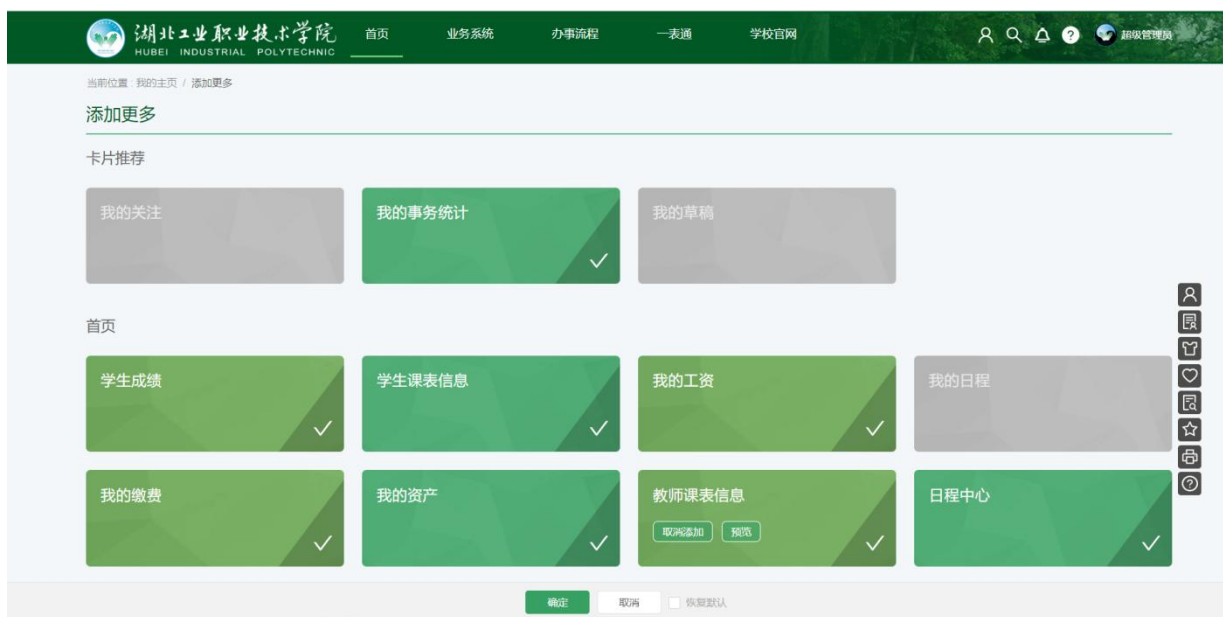 湖北工业职业技术学院
HUBEI INDUSTRIAL POLYTECHNIC
首页 业务系统 办事流程 一表通 学校官网 超级管理员
当前位置：我的主页 / 添加更多
添加更多
卡片推荐
我的关注 我的事务统计 我的草稿
首页
学生成绩 学生课表信息 我的工资 我的日程
我的缴费 我的资产 教师课表信息 日程中心
取消添加 预览
确定 取消 恢复默认